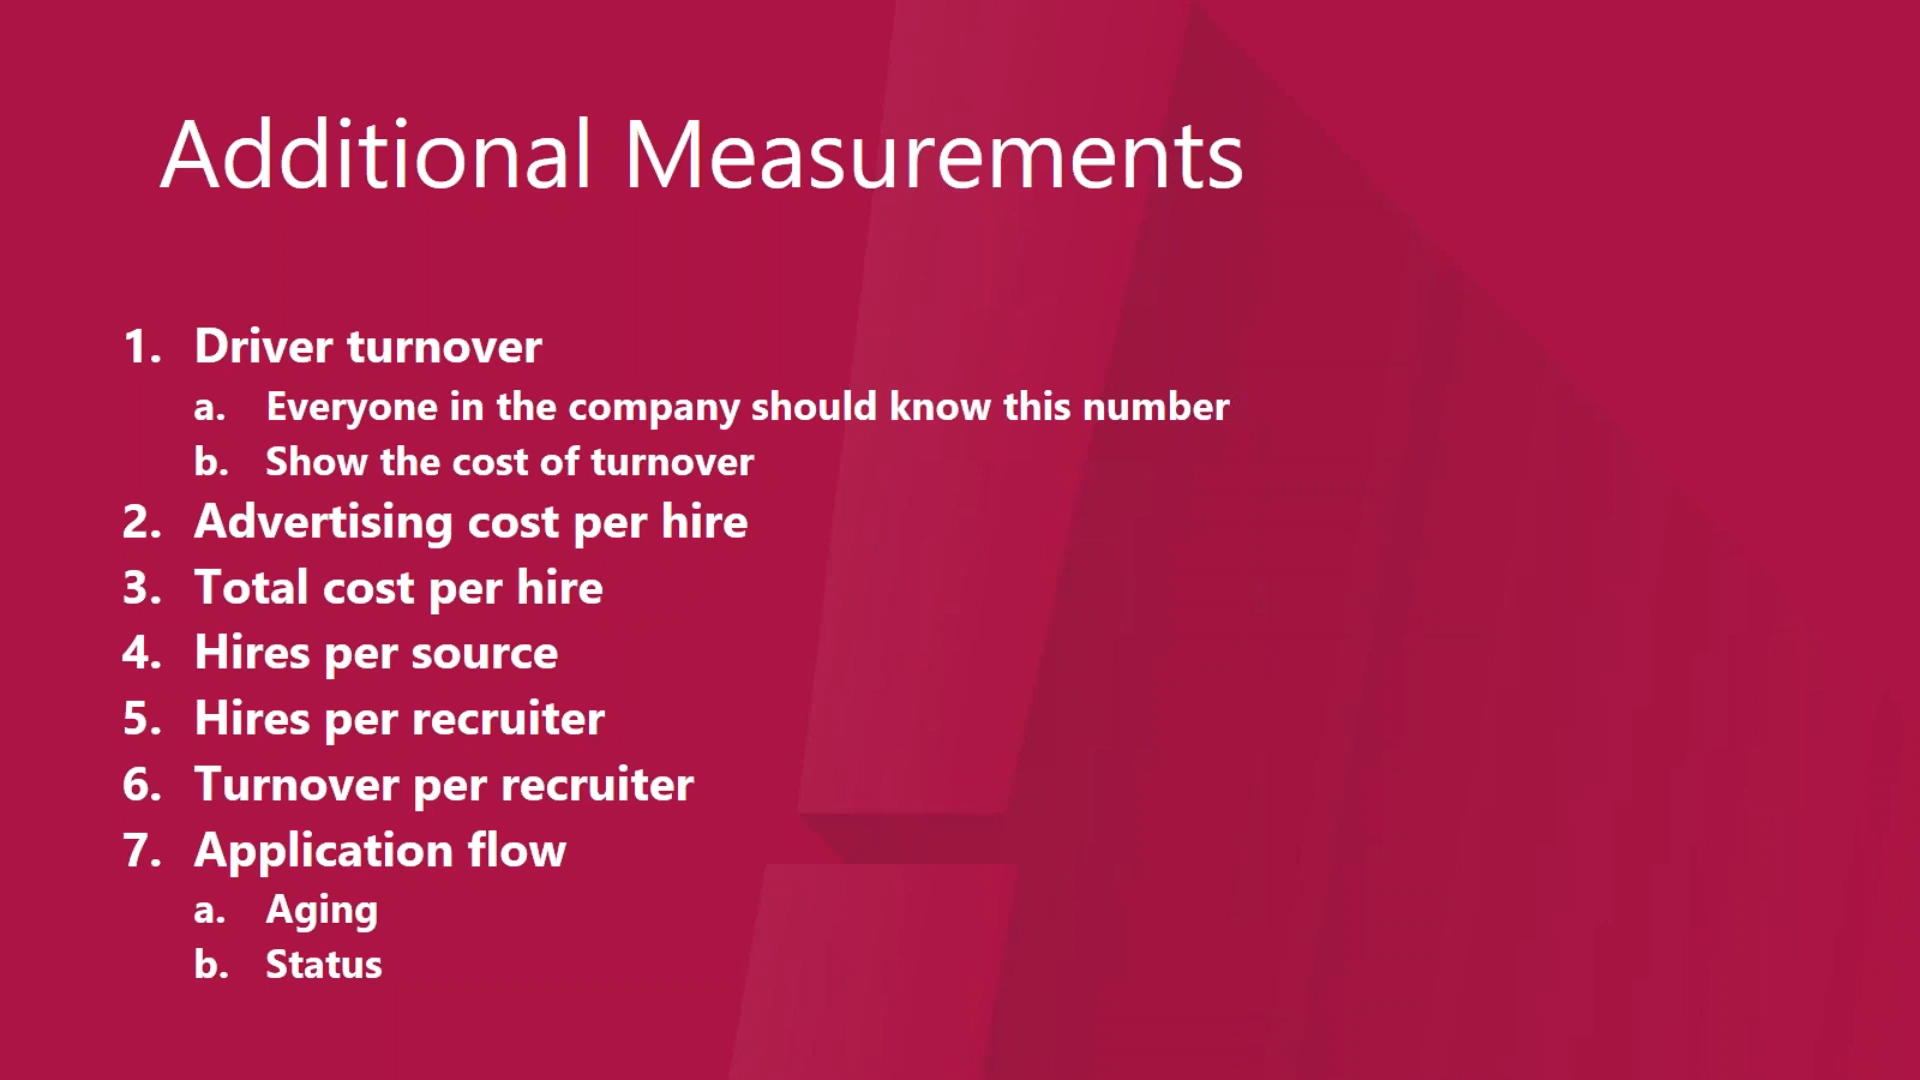 Additional Measurements
1. Driver turnover
a. Everyone in the company should know this number
b. Show the cost of turnover
2. Advertising cost per hire
3. Total cost per hire
4. Hires per source
5. Hires per recruiter
6. Turnover per recruiter
7. Application flow
a. Aging
b. Status